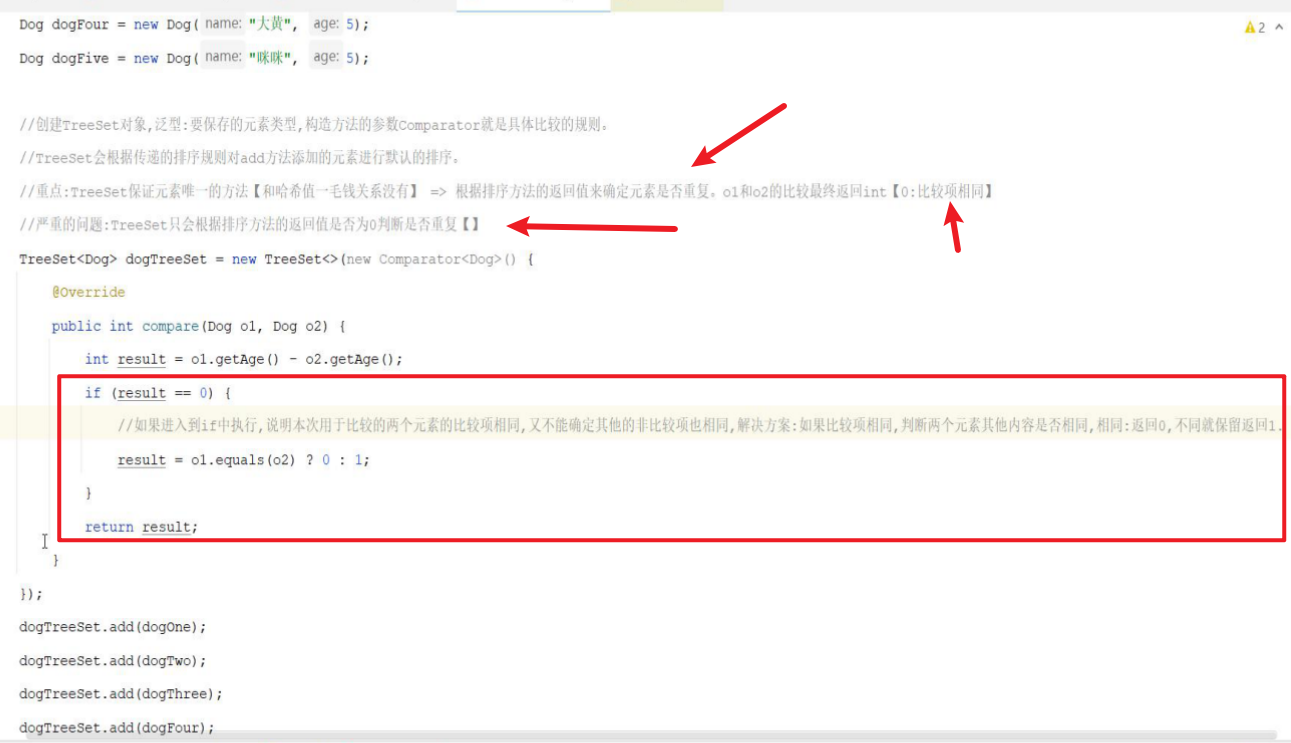 Dog dogFour = new Dog( name: "大黄", age: 5);
2
Dog dogFive = new Dog( name: "咪咪", age: 5);
//创建TreeSet对象,泛型:要保存的元素类型,构造方法的参数Comparator就是具体比较的规则。
//TreeSet会根据传递的排序规则对add方法添加的元素进行默认的排序。
//重点:TreeSet保证元素唯一的方法【和哈希值一毛钱关系没有】 => 根据排序方法的返回值来确定元素是否重复。o1和o2的比较最终返回int【0:比较项相同】
//严重的问题:TreeSet只会根据排序方法的返回值是否为0判断是否重复【】
TreeSet<Dog> dogTreeSet = new TreeSet<>(new Comparator<Dog>() {
@Override
public int compare(Dog o1, Dog o2) {
int result = o1.getAge() - o2.getAge();
if (result == 0) {
//如果进入到if中执行,说明本次用于比较的两个元素的比较项相同,又不能确定其他的非比较项也相同,解决方案:如果比较项相同,判断两个元素其他内容是否相同,相同:返回0,不同就保留返回1.
result = o1.equals(o2) ? 0 : 1;
}
return result;
}
});
dogTreeSet.add(dogOne);
dogTreeSet.add(dogTwo);
dogTreeSet.add(dogThree);
dogTreeSet.add(dogFour);